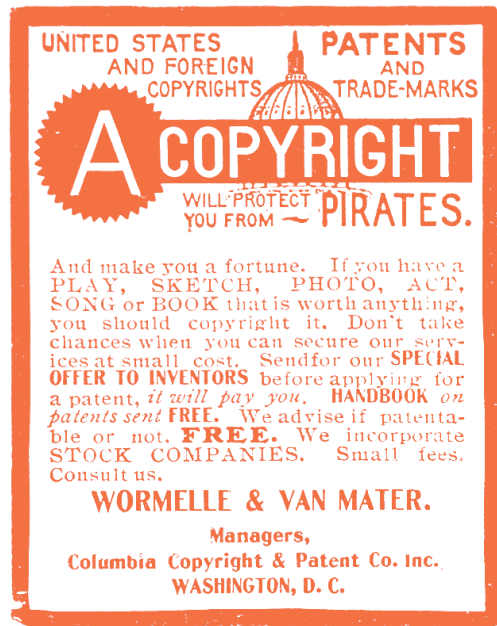 UNITED STATES
AND FOREIGN
COPYRIGHTS
PATENTS
AND
TRADE-MARKS
A COPYRIGHT
WILL PROTECT
YOU FROM ~
PIRATES.
And make you a fortune. If you have a
PLAY, SKETCH, PHOTO, ACT,
SONG or BOOK that is worth anything,
you should copyright it. Don't take
chances when you can secure our serv-
ices at small cost. Send for our SPECIAL
OFFER TO INVENTORS before applying for
a patent, it will pay you. HANDBOOK on
patents sent FREE. We advise if patenta-
ble or not. FREE. We incorporate
STOCK COMPANIES. Small fees.
Consult us.
WORMELLE & VAN MATER.
Managers,
Columbia Copyright & Patent Co. Inc.
WASHINGTON, D. C.